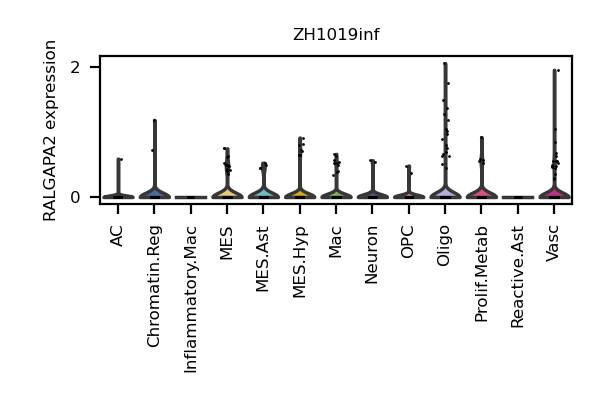 ZH1019inf
RALGAPA2 expression
2
0
AC
Chromatin.Reg
Inflammatory.Mac
MES
MES.Ast
MES.Hyp
Mac
Neuron
OPC
Oligo
Prolif.Metab
Reactive.Ast
Vasc